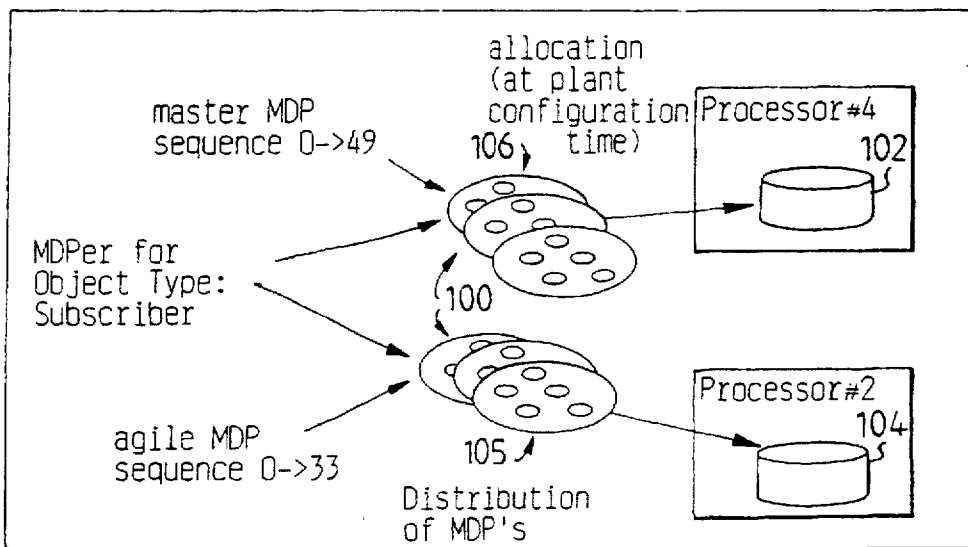 allocation
(at plant
configuration
time)
master MDP
sequence 0->49
106
Processor#4
102
MDPer for
Object Type:
Subscriber
100
Processor#2
104
agile MDP
sequence 0->33
105
Distribution
of MDP's